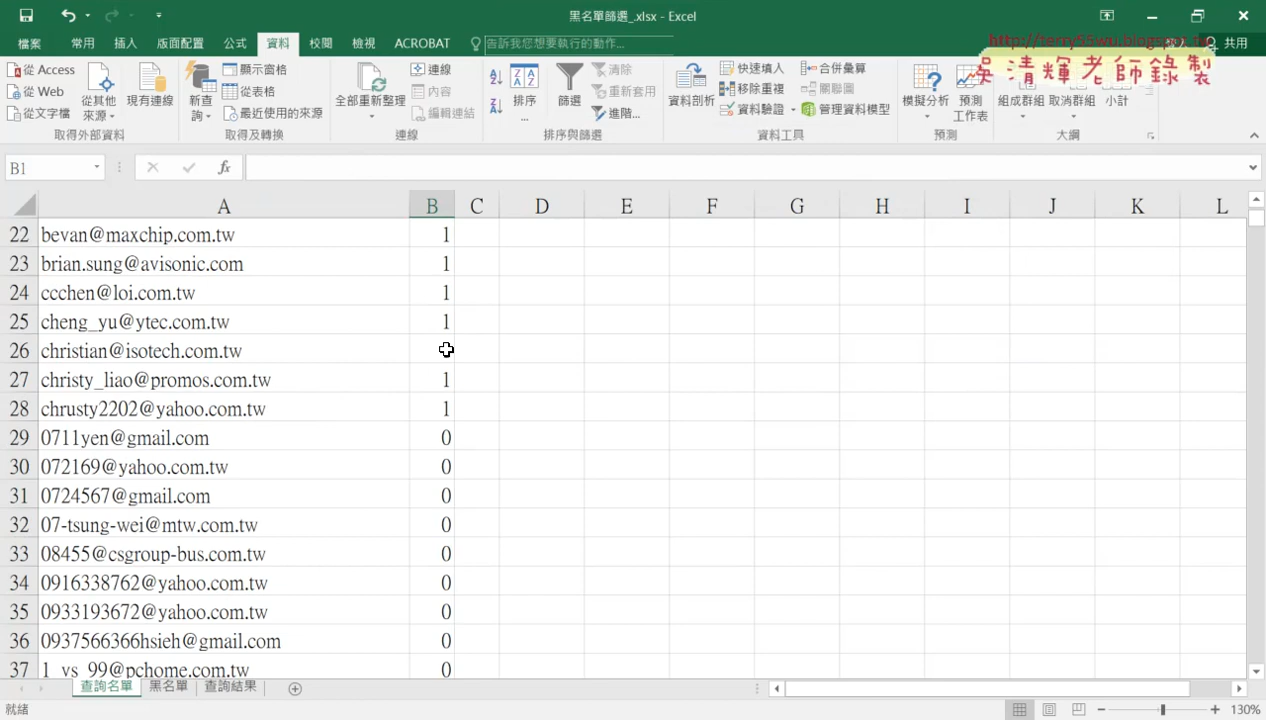 黑名單篩選_.xlsx - Excel
檔案 常用 插入 版面配置 公式 資料 校閱 檢視 ACROBAT 告訴我您想要執行的動作... 共用
http://terry55wu.blogspot.tw
吳清輝老師錄製
從 Access
從 Web
從文字檔
從其他來源
現有連線
取得外部資料
新查詢
顯示窗格
從表格
最近使用的來源
取得及轉換
全部重新整理
連線
內容
編輯連結
連線
排序...
篩選
清除
重新套用
進階...
排序與篩選
資料剖析
快速填入
移除重複
資料驗證
合併彙算
關聯圖
管理資料模型
資料工具
模擬分析
預測工作表
預測
組成群組
取消群組
小計
大綱
B1
fx
A B C D E F G H I J K L
22 bevan@maxchip.com.tw 1
23 brian.sung@avisonic.com 1
24 ccchen@loi.com.tw 1
25 cheng_yu@ytec.com.tw 1
26 christian@isotech.com.tw
27 christy_liao@promos.com.tw 1
28 chrusty2202@yahoo.com.tw 1
29 0711yen@gmail.com 0
30 072169@yahoo.com.tw 0
31 0724567@gmail.com 0
32 07-tsung-wei@mtw.com.tw 0
33 08455@csgroup-bus.com.tw 0
34 0916338762@yahoo.com.tw 0
35 0933193672@yahoo.com.tw 0
36 0937566366hsieh@gmail.com 0
37 1_vs_99@pchome.com.tw 0
查詢名單 黑名單 查詢結果
就緒
130%